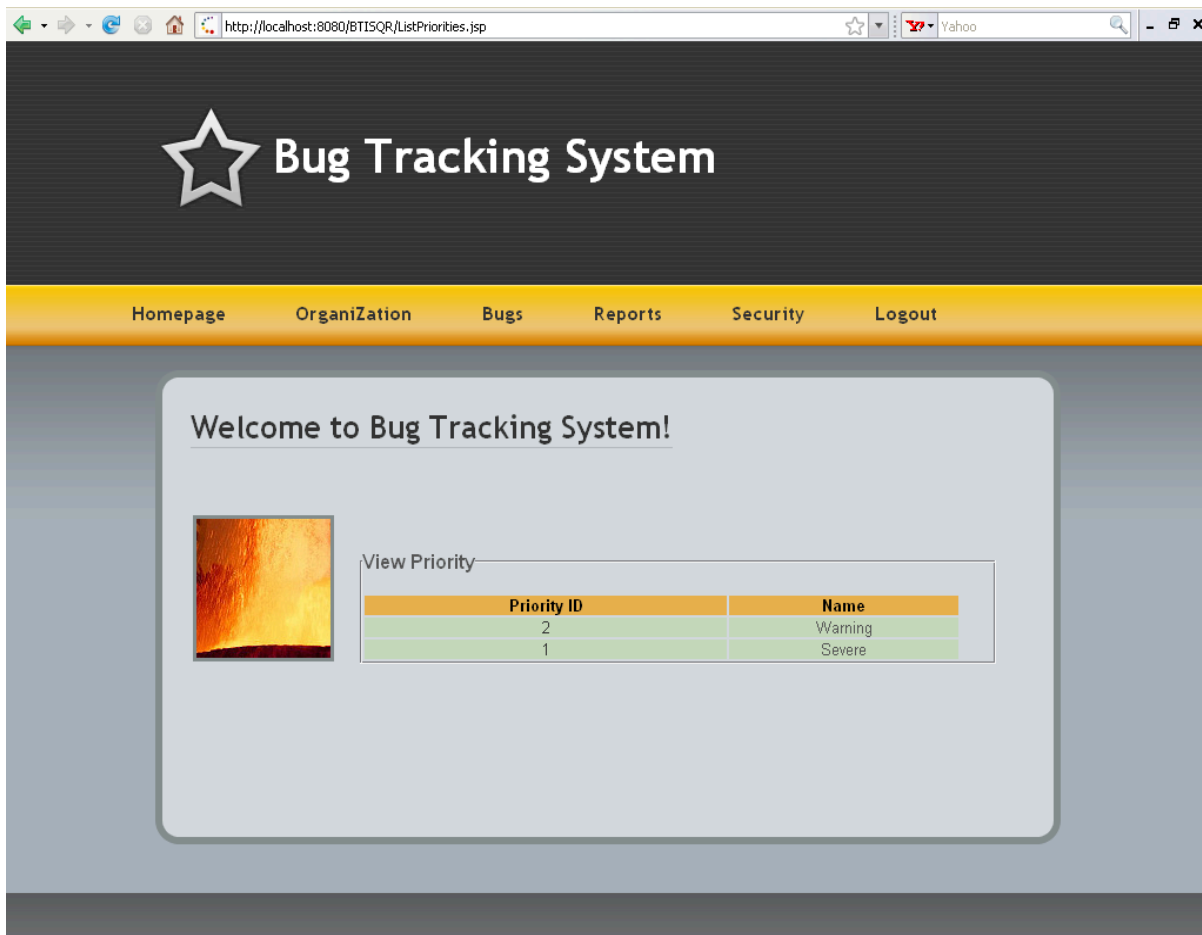 http://localhost:8080/BTISQR/ListPriorities.jsp Yahoo
Bug Tracking System
Homepage OrganiZation Bugs Reports Security Logout
Welcome to Bug Tracking System!
View Priority
Priority ID Name
2 Warning
1 Severe